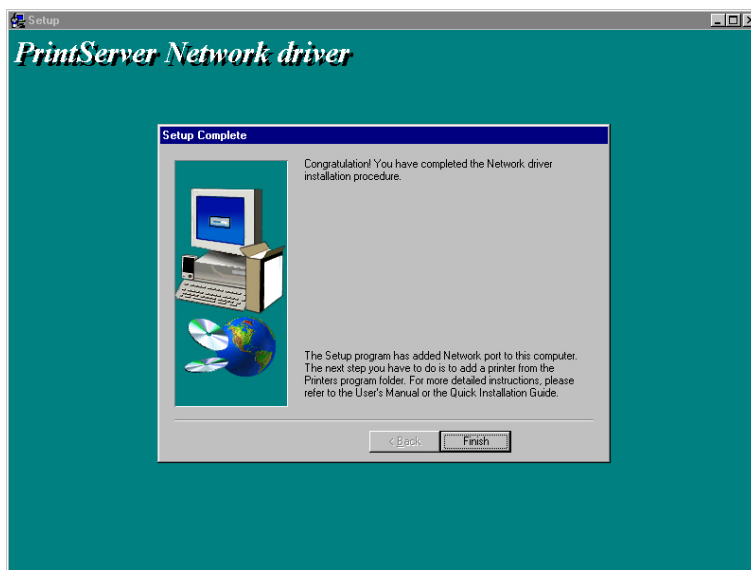 Setup
PrintServer Network driver
Setup Complete
Congratulation! You have completed the Network driver
installation procedure.
The Setup program has added Network port to this computer.
The next step you have to do is to add a printer from the
Printers program folder. For more detailed instructions, please
refer to the User's Manual or the Quick Installation Guide.
< Back
Finish